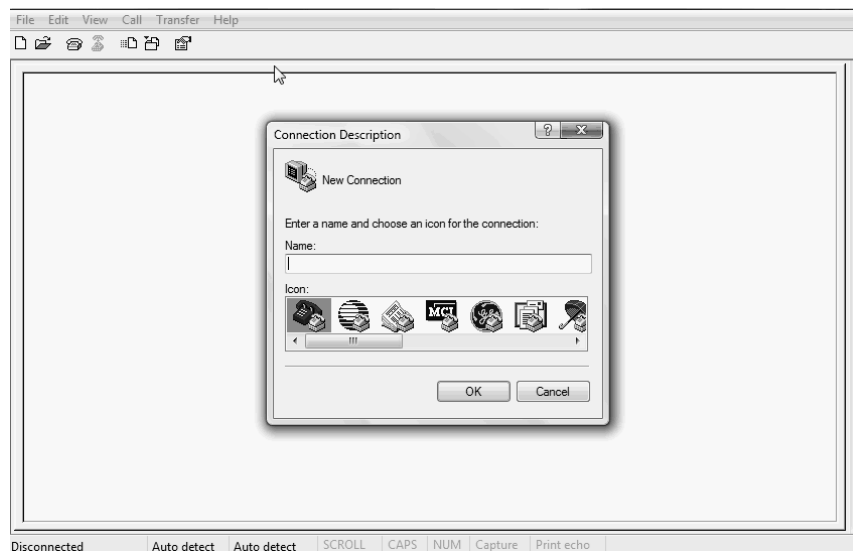 File Edit View Call Transfer Help
Connection Description
New Connection
Enter a name and choose an icon for the connection:
Name:
Icon:
MCI
OK Cancel
Disconnected Auto detect Auto detect SCROLL CAPS NUM Capture Print echo